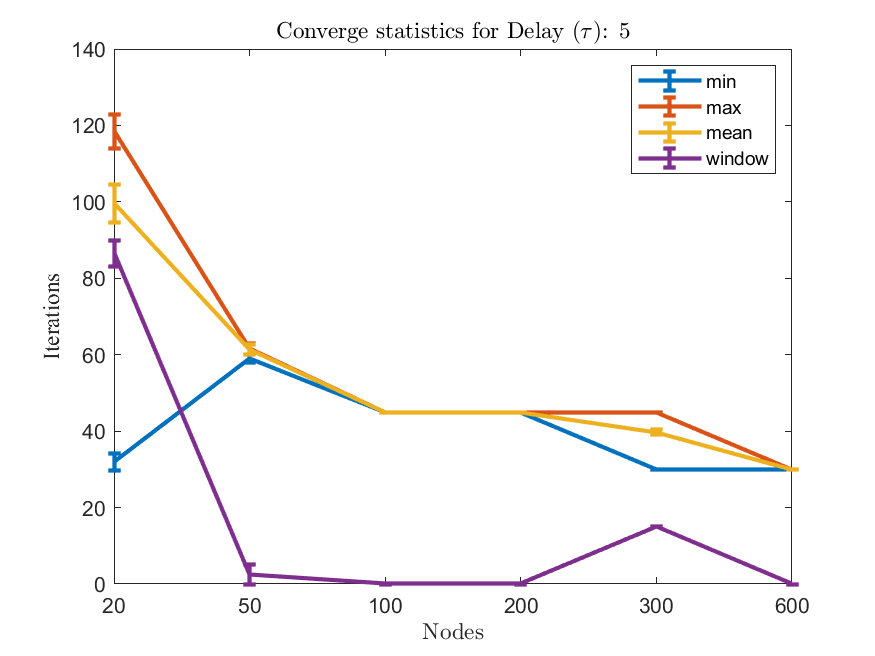 Converge statistics for Delay (τ): 5
140
120
100
80
60
40
20
0
Iterations
min
max
mean
window
20 50 100 200 300 600
Nodes